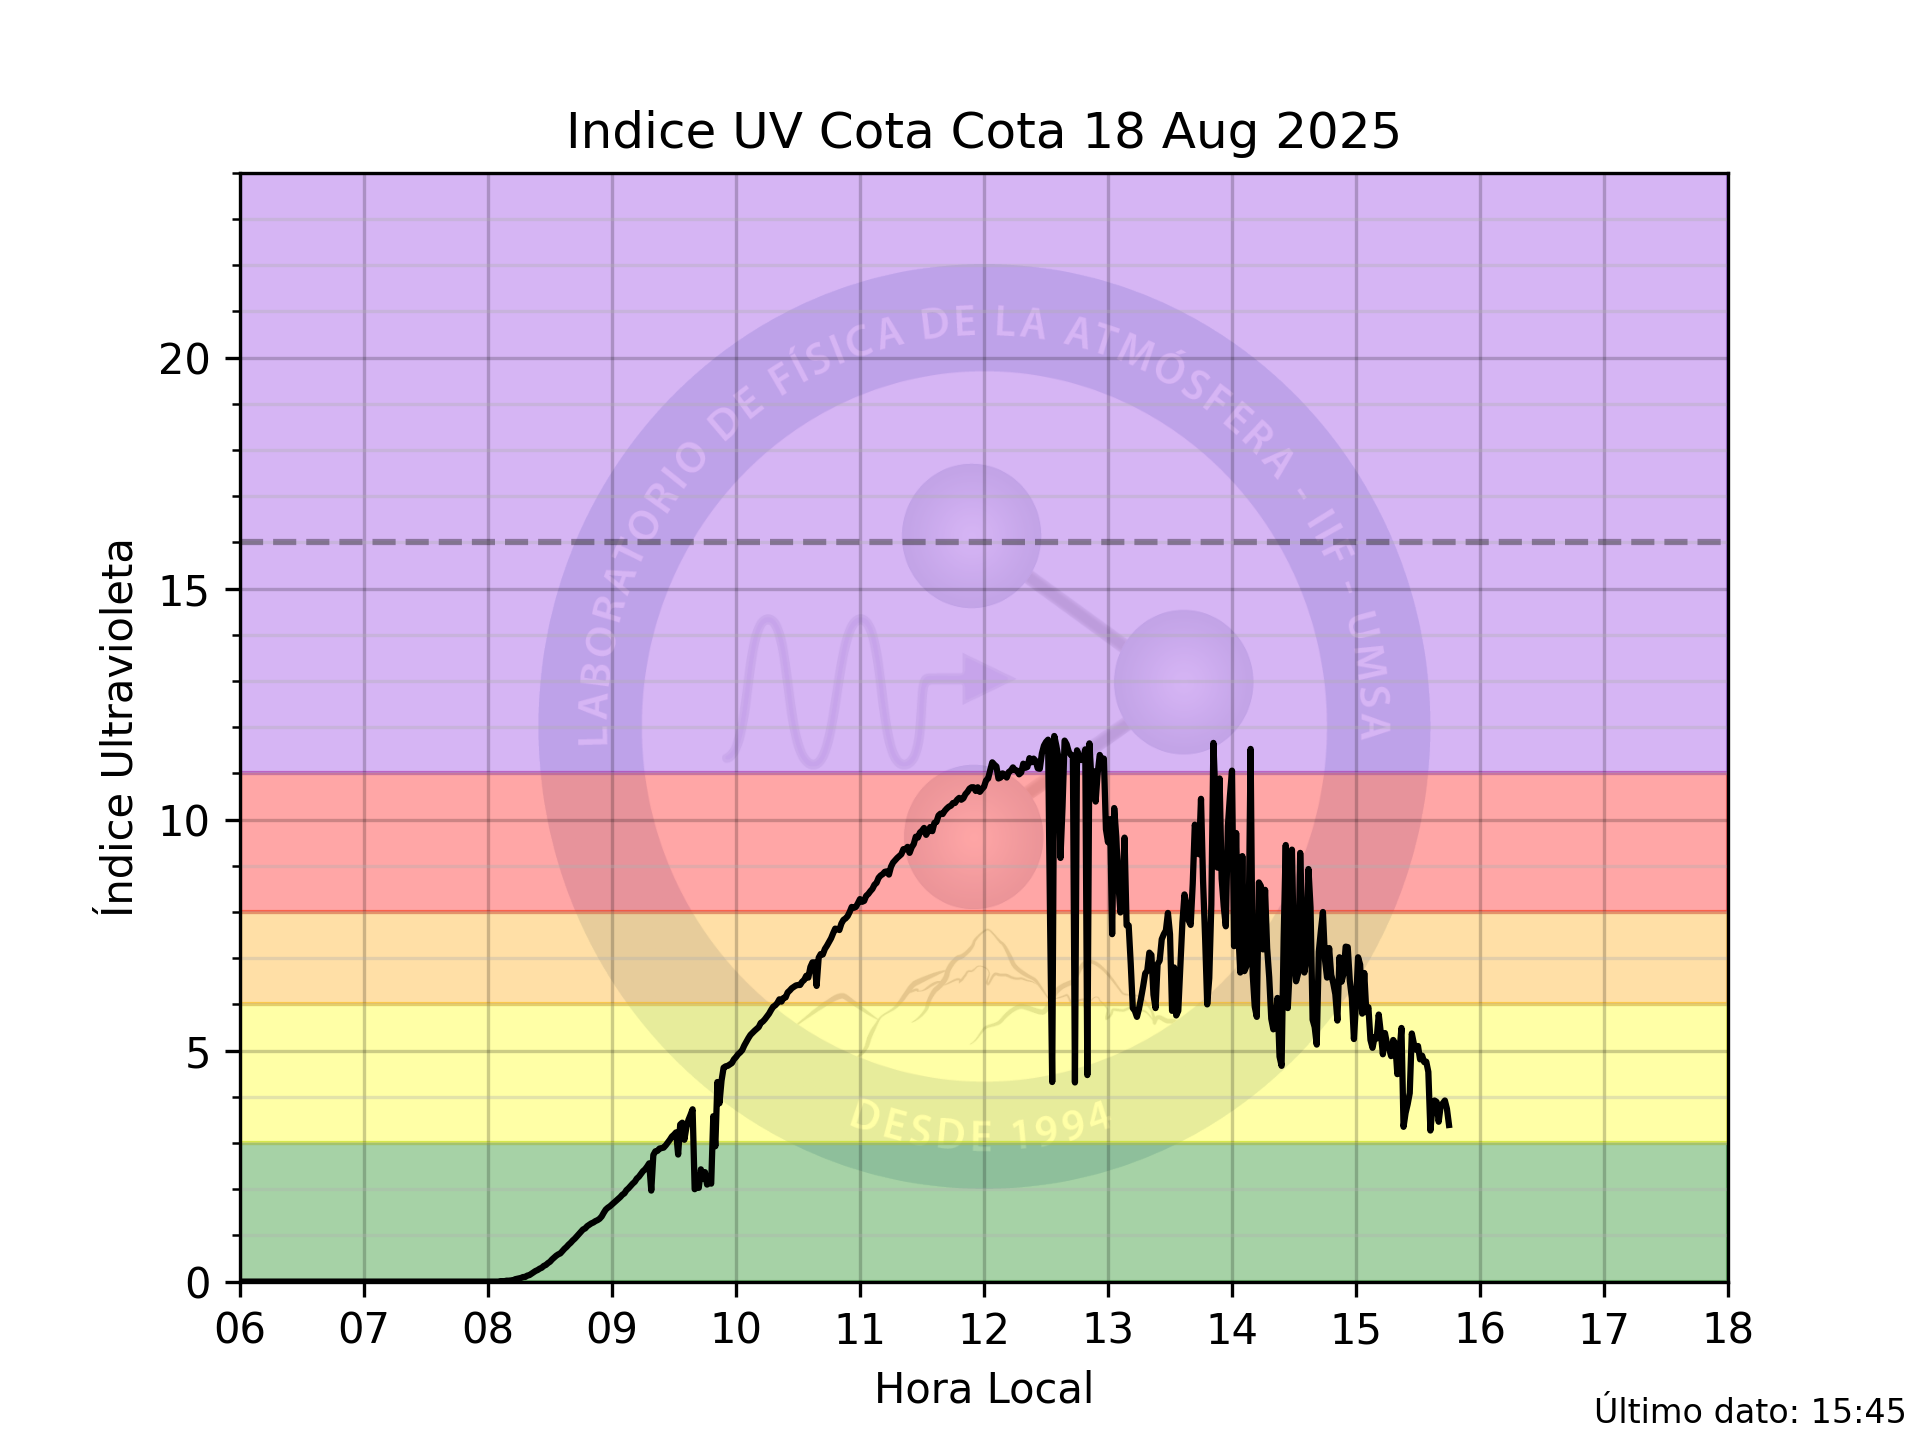 Indice UV Cota Cota 18 Aug 2025
20
15
10
5
0
Índice Ultravioleta
LABORATORIO DE FÍSICA DE LA ATMÓSFERA - IIF - UMSA
DESDE 1994
06 07 08 09 10 11 12 13 14 15 16 17 18
Hora Local
Último dato: 15:45